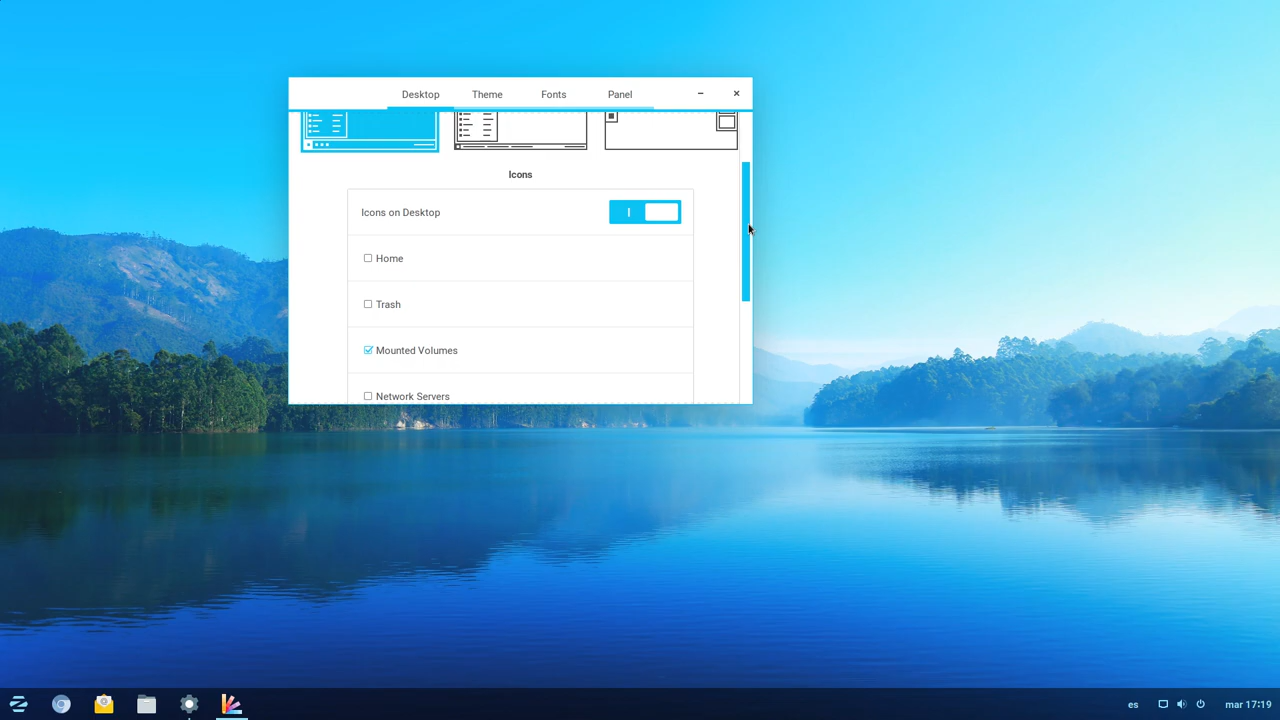 Desktop Theme Fonts Panel
Icons
Icons on Desktop
Home
Trash
Mounted Volumes
Network Servers
es mar 17:19